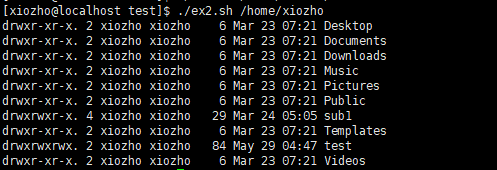 [xiozho@localhost test]$ ./ex2.sh /home/xiozho
drwxr-xr-x. 2 xiozho xiozho    6 Mar 23 07:21 Desktop
drwxr-xr-x. 2 xiozho xiozho    6 Mar 23 07:21 Documents
drwxr-xr-x. 2 xiozho xiozho    6 Mar 23 07:21 Downloads
drwxr-xr-x. 2 xiozho xiozho    6 Mar 23 07:21 Music
drwxr-xr-x. 2 xiozho xiozho    6 Mar 23 07:21 Pictures
drwxr-xr-x. 2 xiozho xiozho    6 Mar 23 07:21 Public
drwxrwxr-x. 4 xiozho xiozho   29 Mar 24 05:05 sub1
drwxr-xr-x. 2 xiozho xiozho    6 Mar 23 07:21 Templates
drwxrwxrwx. 2 xiozho xiozho   84 May 29 04:47 test
drwxr-xr-x. 2 xiozho xiozho    6 Mar 23 07:21 Videos